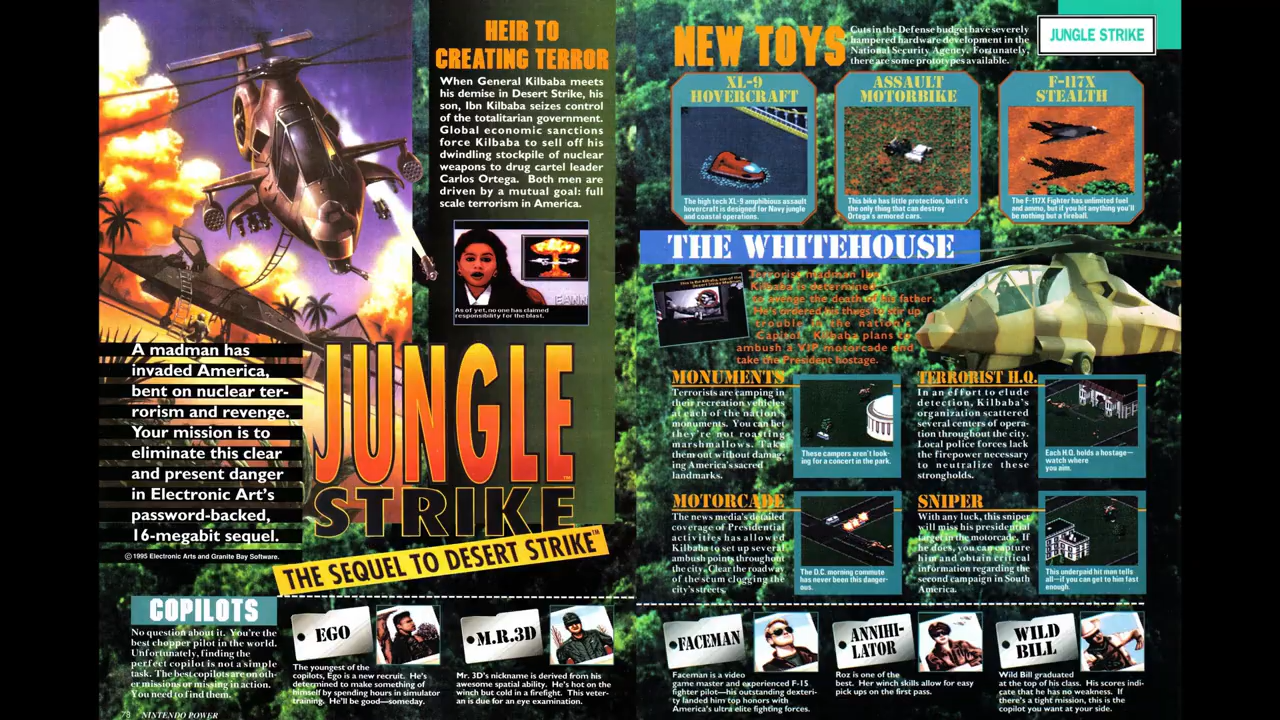 HEIR TO
CREATING TERROR
When General Kilbaba meets
his demise in Desert Strike, his
son, Ibn Kilbaba seizes control
of the totalitarian government.
Global economic sanctions
force Kilbaba to sell off his
dwindling stockpile of nuclear
weapons to drug cartel leader
Carlos Ortega. Both men are
driven by a mutual goal: full
scale terrorism in America.
As of yet, no one has claimed
responsibility for the blast.
A madman has
invaded America,
bent on nuclear ter-
rorism and revenge.
Your mission is to
eliminate this clear
and present danger
in Electronic Art's
password-backed,
16-megabit sequel.
© 1995 Electronic Arts and Granite Bay Software.
JUNGLE
STRIKE
THE SEQUEL TO DESERT STRIKE™
COPILOTS
No question about it. You're the
best chopper pilot in the world.
Unfortunately, finding the
perfect copilot is not a simple
task. The best copilots are on oth-
er missions or missing in action.
You need to find them.
EGO
The youngest of the
copilots, Ego is a new recruit. He's
determined to make something of
himself by spending hours in simulator
training. He'll be good—someday.
M.R.3D
Mr. 3D's nickname is derived from his
awesome spatial ability. He's hot on the
winch but cold in a firefight. This veter-
an is due for an eye examination.
78 NINTENDO POWER
NEW TOYS
Cuts in the Defense budget have severely
hampered hardware development in the
National Security Agency. Fortunately,
there are some prototypes available.
JUNGLE STRIKE
XL-9
HOVERCRAFT
The high tech XL-9 amphibious assault
hovercraft is designed for Navy jungle
and coastal operations.
ASSAULT
MOTORBIKE
This bike has little protection, but it's
the only thing that can destroy
Ortega's armored cars.
F-117X
STEALTH
The F-117X Fighter has unlimited fuel
and ammo, but if you hit anything you'll
be nothing but a fireball.
THE WHITEHOUSE
Terrorist madman Ibn
Kilbaba is determined
to avenge the death of his father.
He's ordered his thugs to stir up
trouble in the nation's
Capitol. Kilbaba plans to
ambush a VIP motorcade and
take the President hostage.
MONUMENTS
Terrorists are camping in
their recreation vehicles
at each of the nation's
monuments. You can bet
they're not roasting
marshmallows. Take
them out without damag-
ing America's sacred
landmarks.
These campers aren't look-
ing for a concert in the park.
TERRORIST H.Q.
In an effort to elude
detection, Kilbaba's
organization scattered
several centers of opera-
tion throughout the city.
Local police forces lack
the firepower necessary
to neutralize these
strongholds.
Each H.Q. holds a hostage—
watch where
you aim.
MOTORCADE
The news media's detailed
coverage of Presidential
activities has allowed
Kilbaba to set up several
ambush points throughout
the city. Clear the roadway
of the scum clogging the
city's streets.
The D.C. morning commute
has never been this danger-
ous.
SNIPER
With any luck, this sniper
will miss his presidential
target in the motorcade. If
he does, you can capture
him and obtain critical
information regarding the
second campaign in South
America.
This underpaid hit man tells
all—if you can get to him fast
enough.
FACEMAN
Faceman is a video
game master and experienced F-15
fighter pilot—his outstanding dexteri-
ty landed him top honors with
America's ultra elite fighting forces.
ANNIHI-
LATOR
Roz is one of the
best. Her winch skills allow for easy
pick ups on the first pass.
WILD
BILL
Wild Bill graduated
at the top of his class. His scores indi-
cate that he has no weakness. If
there's a tight mission, this is the
copilot you want at your side.